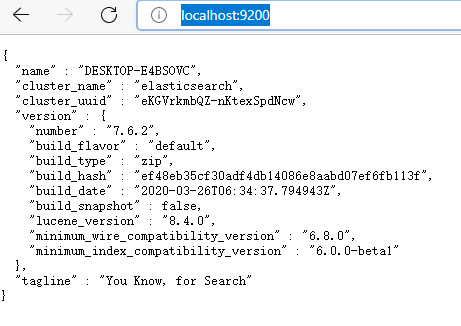 localhost:9200
{
  "name" : "DESKTOP-E4BSOVC",
  "cluster_name" : "elasticsearch",
  "cluster_uuid" : "eKGVrkmbQZ-nKtexSpdNcw",
  "version" : {
    "number" : "7.6.2",
    "build_flavor" : "default",
    "build_type" : "zip",
    "build_hash" : "ef48eb35cf30adf4db14086e8aabd07ef6fb113f",
    "build_date" : "2020-03-26T06:34:37.794943Z",
    "build_snapshot" : false,
    "lucene_version" : "8.4.0",
    "minimum_wire_compatibility_version" : "6.8.0",
    "minimum_index_compatibility_version" : "6.0.0-beta1"
  },
  "tagline" : "You Know, for Search"
}